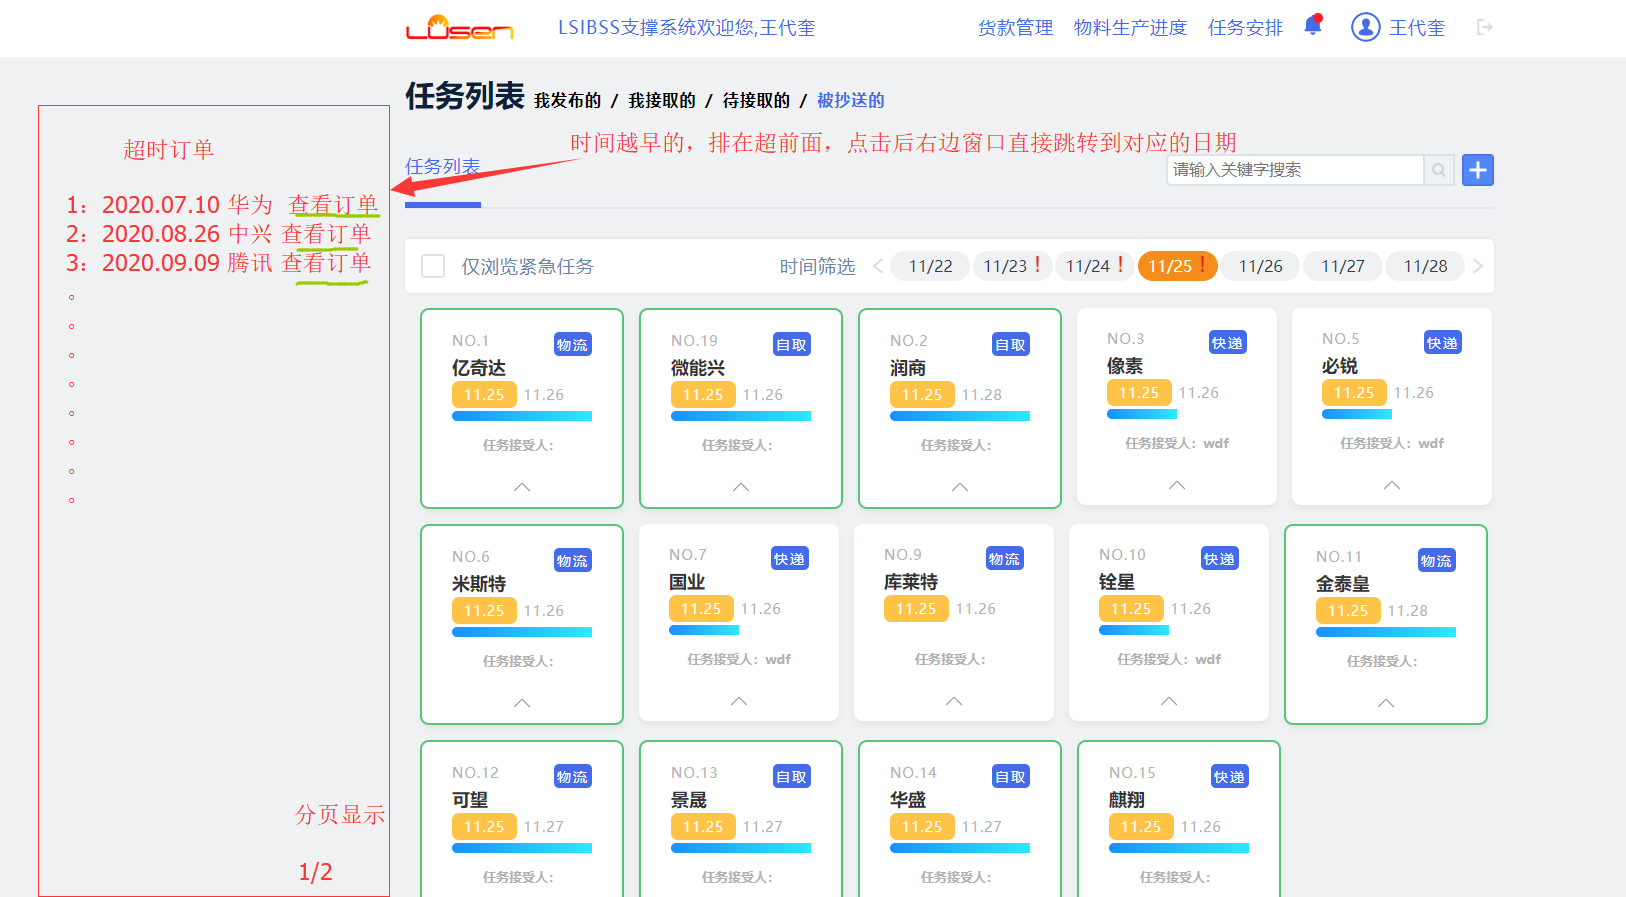 Lusen
LSIBSS支撑系统欢迎您,王代奎
货款管理 物料生产进度 任务安排 王代奎
任务列表 我发布的 / 我接取的 / 待接取的 / 被抄送的
时间越早的，排在超前面，点击后右边窗口直接跳转到对应的日期
任务列表
请输入关键字搜索
超时订单
1：2020.07.10 华为 查看订单
2：2020.08.26 中兴 查看订单
3：2020.09.09 腾讯 查看订单
。
。
。
。
。
。
。
。
分页显示
1/2
仅浏览紧急任务 时间筛选 11/22 11/23 ! 11/24 ! 11/25 ! 11/26 11/27 11/28
NO.1 物流
亿奇达
11.25 11.26
任务接受人:
NO.19 自取
微能兴
11.25 11.26
任务接受人:
NO.2 自取
润商
11.25 11.28
任务接受人:
NO.3 快递
像素
11.25 11.26
任务接受人: wdf
NO.5 快递
必锐
11.25 11.26
任务接受人: wdf
NO.6 物流
米斯特
11.25 11.26
任务接受人:
NO.7 快递
国业
11.25 11.26
任务接受人: wdf
NO.9 物流
库莱特
11.25 11.26
任务接受人:
NO.10 快递
铨星
11.25 11.26
任务接受人: wdf
NO.11 物流
金泰皇
11.25 11.28
任务接受人:
NO.12 物流
可望
11.25 11.27
任务接受人:
NO.13 自取
景晟
11.25 11.27
任务接受人:
NO.14 自取
华盛
11.25 11.27
任务接受人:
NO.15 快递
麒翔
11.25 11.26
任务接受人: